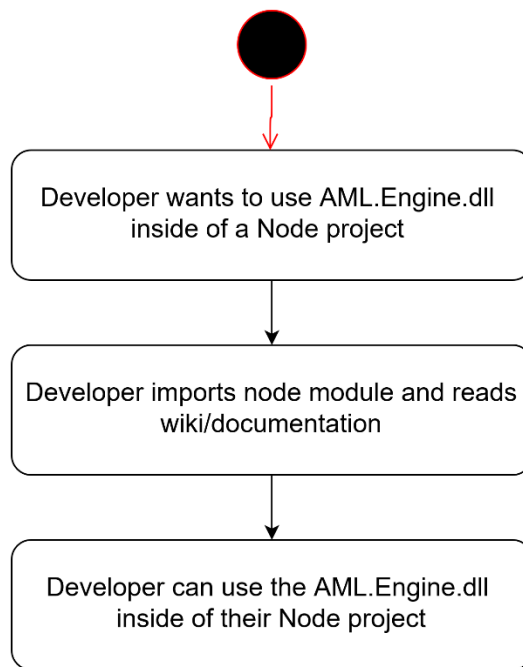 Developer wants to use AML.Engine.dll
inside of a Node project
Developer imports node module and reads
wiki/documentation
Developer can use the AML.Engine.dll
inside of their Node project